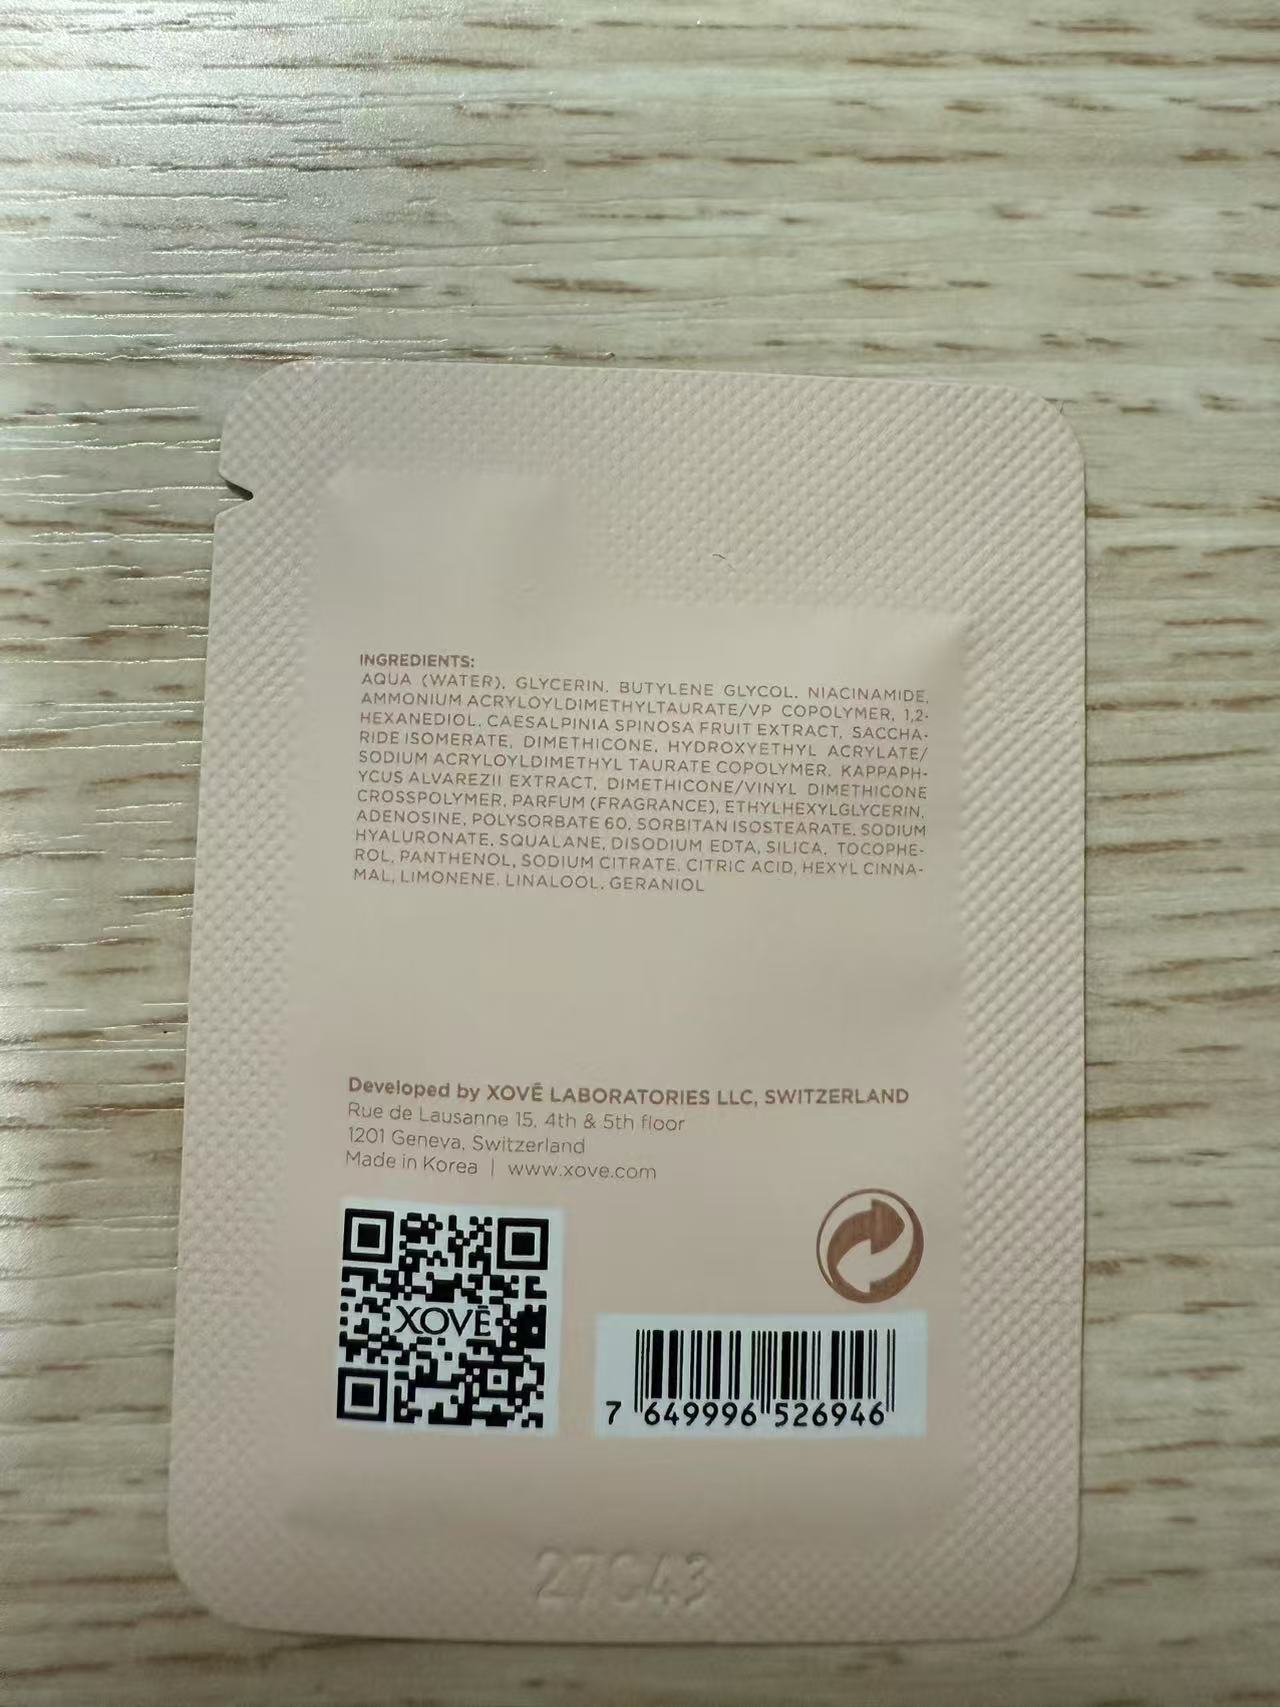 INGREDIENTS:
AQUA (WATER), GLYCERIN, BUTYLENE GLYCOL, NIACINAMIDE,
AMMONIUM ACRYLOYLDIMETHYLTAURATE/VP COPOLYMER, 1,2-
HEXANEDIOL, CAESALPINIA SPINOSA FRUIT EXTRACT, SACCHA-
RIDE ISOMERATE, DIMETHICONE, HYDROXYETHYL ACRYLATE/
SODIUM ACRYLOYLDIMETHYL TAURATE COPOLYMER, KAPPAPH-
YCUS ALVAREZII EXTRACT, DIMETHICONE/VINYL DIMETHICONE
CROSSPOLYMER, PARFUM (FRAGRANCE), ETHYLHEXYLGLYCERIN,
ADENOSINE, POLYSORBATE 60, SORBITAN ISOSTEARATE, SODIUM
HYALURONATE, SQUALANE, DISODIUM EDTA, SILICA, TOCOPHE-
ROL, PANTHENOL, SODIUM CITRATE, CITRIC ACID, HEXYL CINNA-
MAL, LIMONENE, LINALOOL, GERANIOL
Developed by XOVĒ LABORATORIES LLC, SWITZERLAND
Rue de Lausanne 15, 4th & 5th floor
1201 Geneva, Switzerland
Made in Korea | www.xove.com
XOVĒ
7 649996 526946